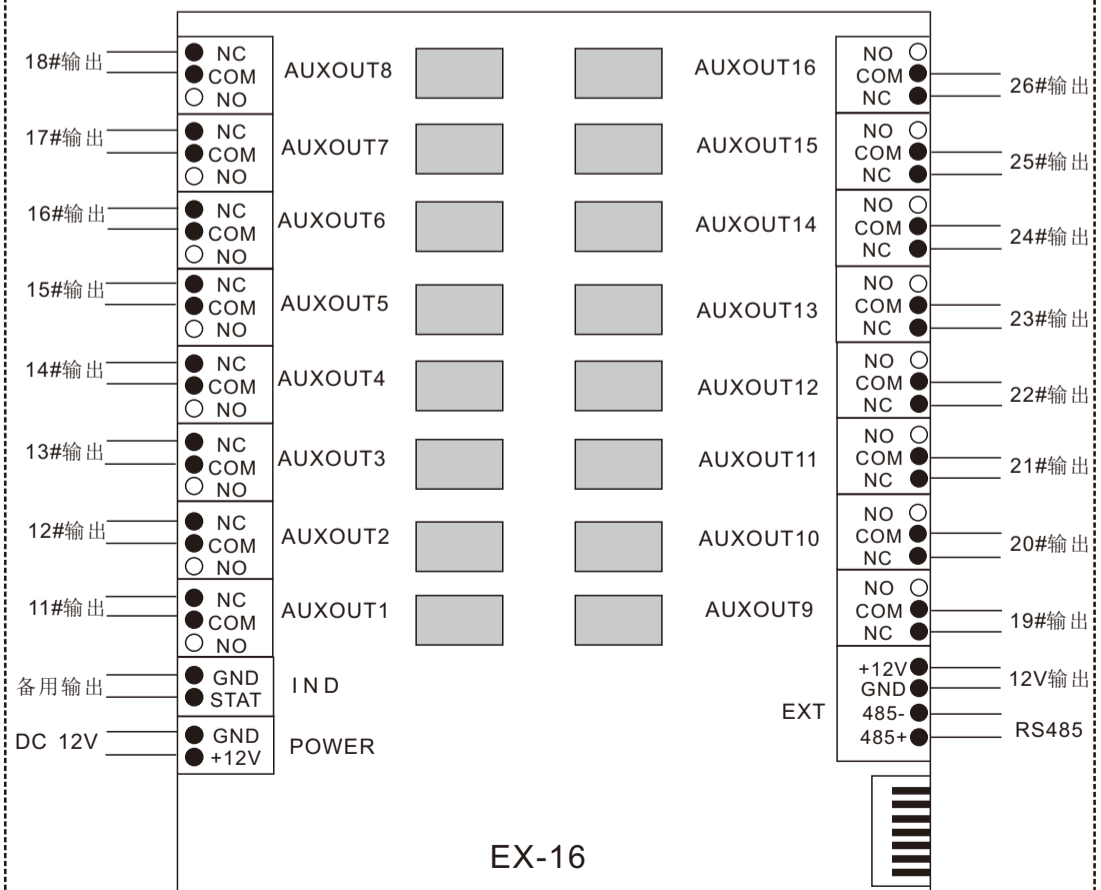 18#输出
NC
COM
NO
AUXOUT8
17#输出
NC
COM
NO
AUXOUT7
16#输出
NC
COM
NO
AUXOUT6
15#输出
NC
COM
NO
AUXOUT5
14#输出
NC
COM
NO
AUXOUT4
13#输出
NC
COM
NO
AUXOUT3
12#输出
NC
COM
NO
AUXOUT2
11#输出
NC
COM
NO
AUXOUT1
备用输出
GND
STAT
IND
DC 12V
GND
+12V
POWER
AUXOUT16
NO
COM
NC
26#输出
AUXOUT15
NO
COM
NC
25#输出
AUXOUT14
NO
COM
NC
24#输出
AUXOUT13
NO
COM
NC
23#输出
AUXOUT12
NO
COM
NC
22#输出
AUXOUT11
NO
COM
NC
21#输出
AUXOUT10
NO
COM
NC
20#输出
AUXOUT9
NO
COM
NC
19#输出
EXT
+12V
GND
485-
485+
12V输出
RS485
EX-16